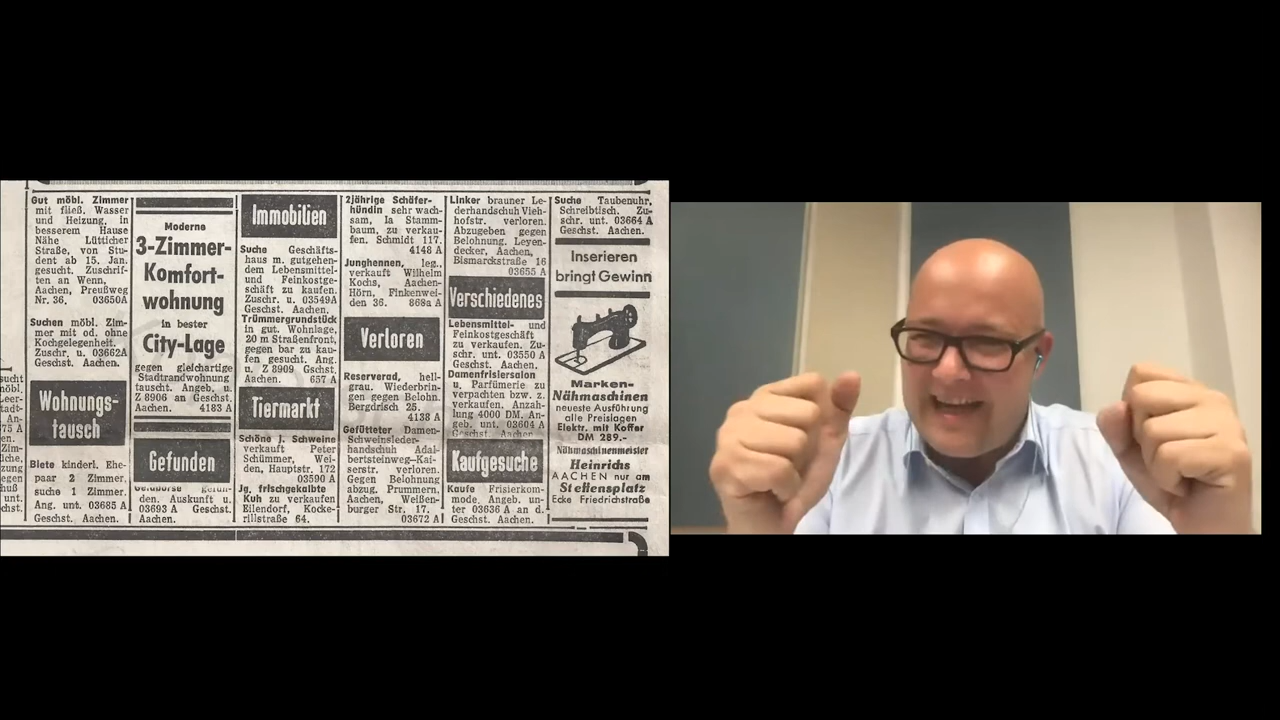 Gut möbl. Zimmer
mit fließ. Wasser
und Heizung, in
besserem Hause
Nähe Lütticher
Straße, von Stu-
dent ab 15. Jan.
gesucht. Zuschrif-
ten an Wenn,
Aachen, Preußweg
Nr. 36, 03650A
Suchen möbl. Zim-
mer mit od. ohne
Kochgelegenheit.
Zuschr. u. 03662A
Geschst. Aachen.
Wohnungs-
tausch
Biete kinderl. Ehe-
paar 2 Zimmer,
suche 1 Zimmer.
Ang. unt. 03685 A
Geschst. Aachen.
Moderne
3-Zimmer-
Komfort-
wohnung
in bester
City-Lage
gegen gleichartige
Stadtrandwohnung
tauscht. Angeb. u.
Z 8906 an Geschst.
Aachen. 4183 A
Gefunden
den. Auskunft u.
03693 A Geschst.
Aachen.
Immobilien
Suche Geschäfts-
haus m. gutgehen-
dem Lebensmittel-
und Feinkostge-
schäft zu kaufen.
Zuschr. u. 03549A
Trümmergrundstück
in gut. Wohnlage,
20 m Straßenfront,
gegen bar zu kau-
fen gesucht. Ang.
u. Z 8909 Gschst.
Aachen. 657 A
Tiermarkt
Schöne j. Schweine
verkauft Peter
Schümmer, Wei-
den, Hauptstr. 172
03590 A
Jg. frischgekalbte
Kuh zu verkaufen
Eilendorf, Kocke-
rillstraße 64.
2jährige Schäfer-
hündin sehr wach-
sam, Ia Stamm-
baum, zu verkau-
fen. Schmidt 117.
4148 A
Junghennen, leg.,
verkauft Wilhelm
Kochs, Aachen-
Hörn, Finkenwei-
den 36. 868a A
Verloren
Reserverad, hell-
grau. Wiederbrin-
gen gegen Belohn.
Bergdrisch 25.
4138 A
Gefütteter Damen-
Schweinsleder-
handschuh Adal-
bertsteinweg-Kai-
serstr. verloren.
Gegen Belohnung
abzug. Prummern,
Aachen, Weißen-
burger Str. 17.
03672 A
Linker brauner Le-
derhandschuh Vieh-
hofstr. verloren.
Abzugeben gegen
Belohnung. Leyen-
decker, Aachen,
Bismarckstraße 16
03655 A
Verschiedenes
Lebensmittel- und
Feinkostgeschäft
zu verkaufen. Zu-
schr. unt. 03550 A
Geschst. Aachen.
Damenfrisiersalon
u. Parfümerie zu
verpachten bzw. z.
verkaufen. Anzah-
lung 4000 DM. An-
geb. unt. 03604 A
Geschst. Aachen.
Kaufgesuche
Kaufe Frisierkom-
mode. Angeb. un-
ter 03636 A an d.
Geschst. Aachen.
Suche Taubenuhr,
Schreibtisch. Zu-
schr. unt. 03664 A
Geschst. Aachen.
Inserieren
bringt Gewinn
Marken-
Nähmaschinen
neueste Ausführung
alle Preislagen
Elektr. mit Koffer
DM 289.-
Nähmaschinenmeister
Heinrichs
AACHEN nur am
Steffensplatz
Ecke Friedrichstraße